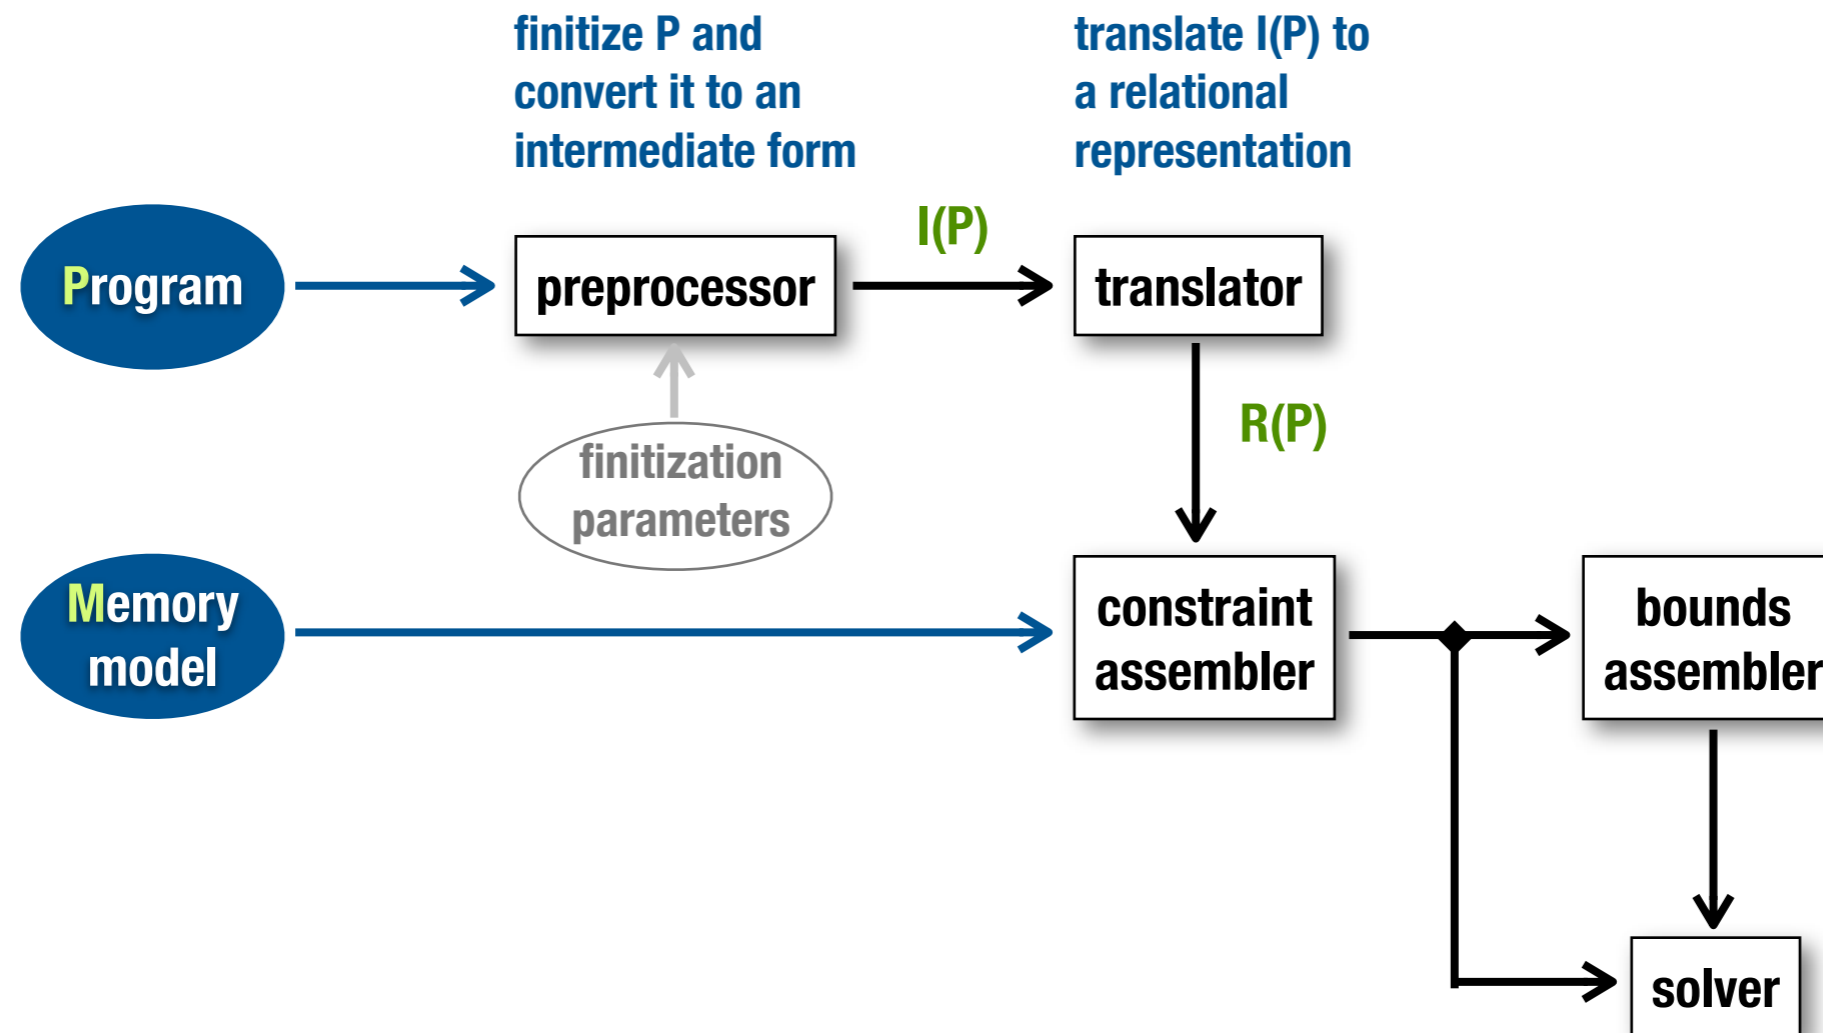 finitize P and
convert it to an
intermediate form
translate I(P) to
a relational
representation
Program
preprocessor
I(P)
translator
finitization
parameters
R(P)
Memory
model
constraint
assembler
bounds
assembler
solver